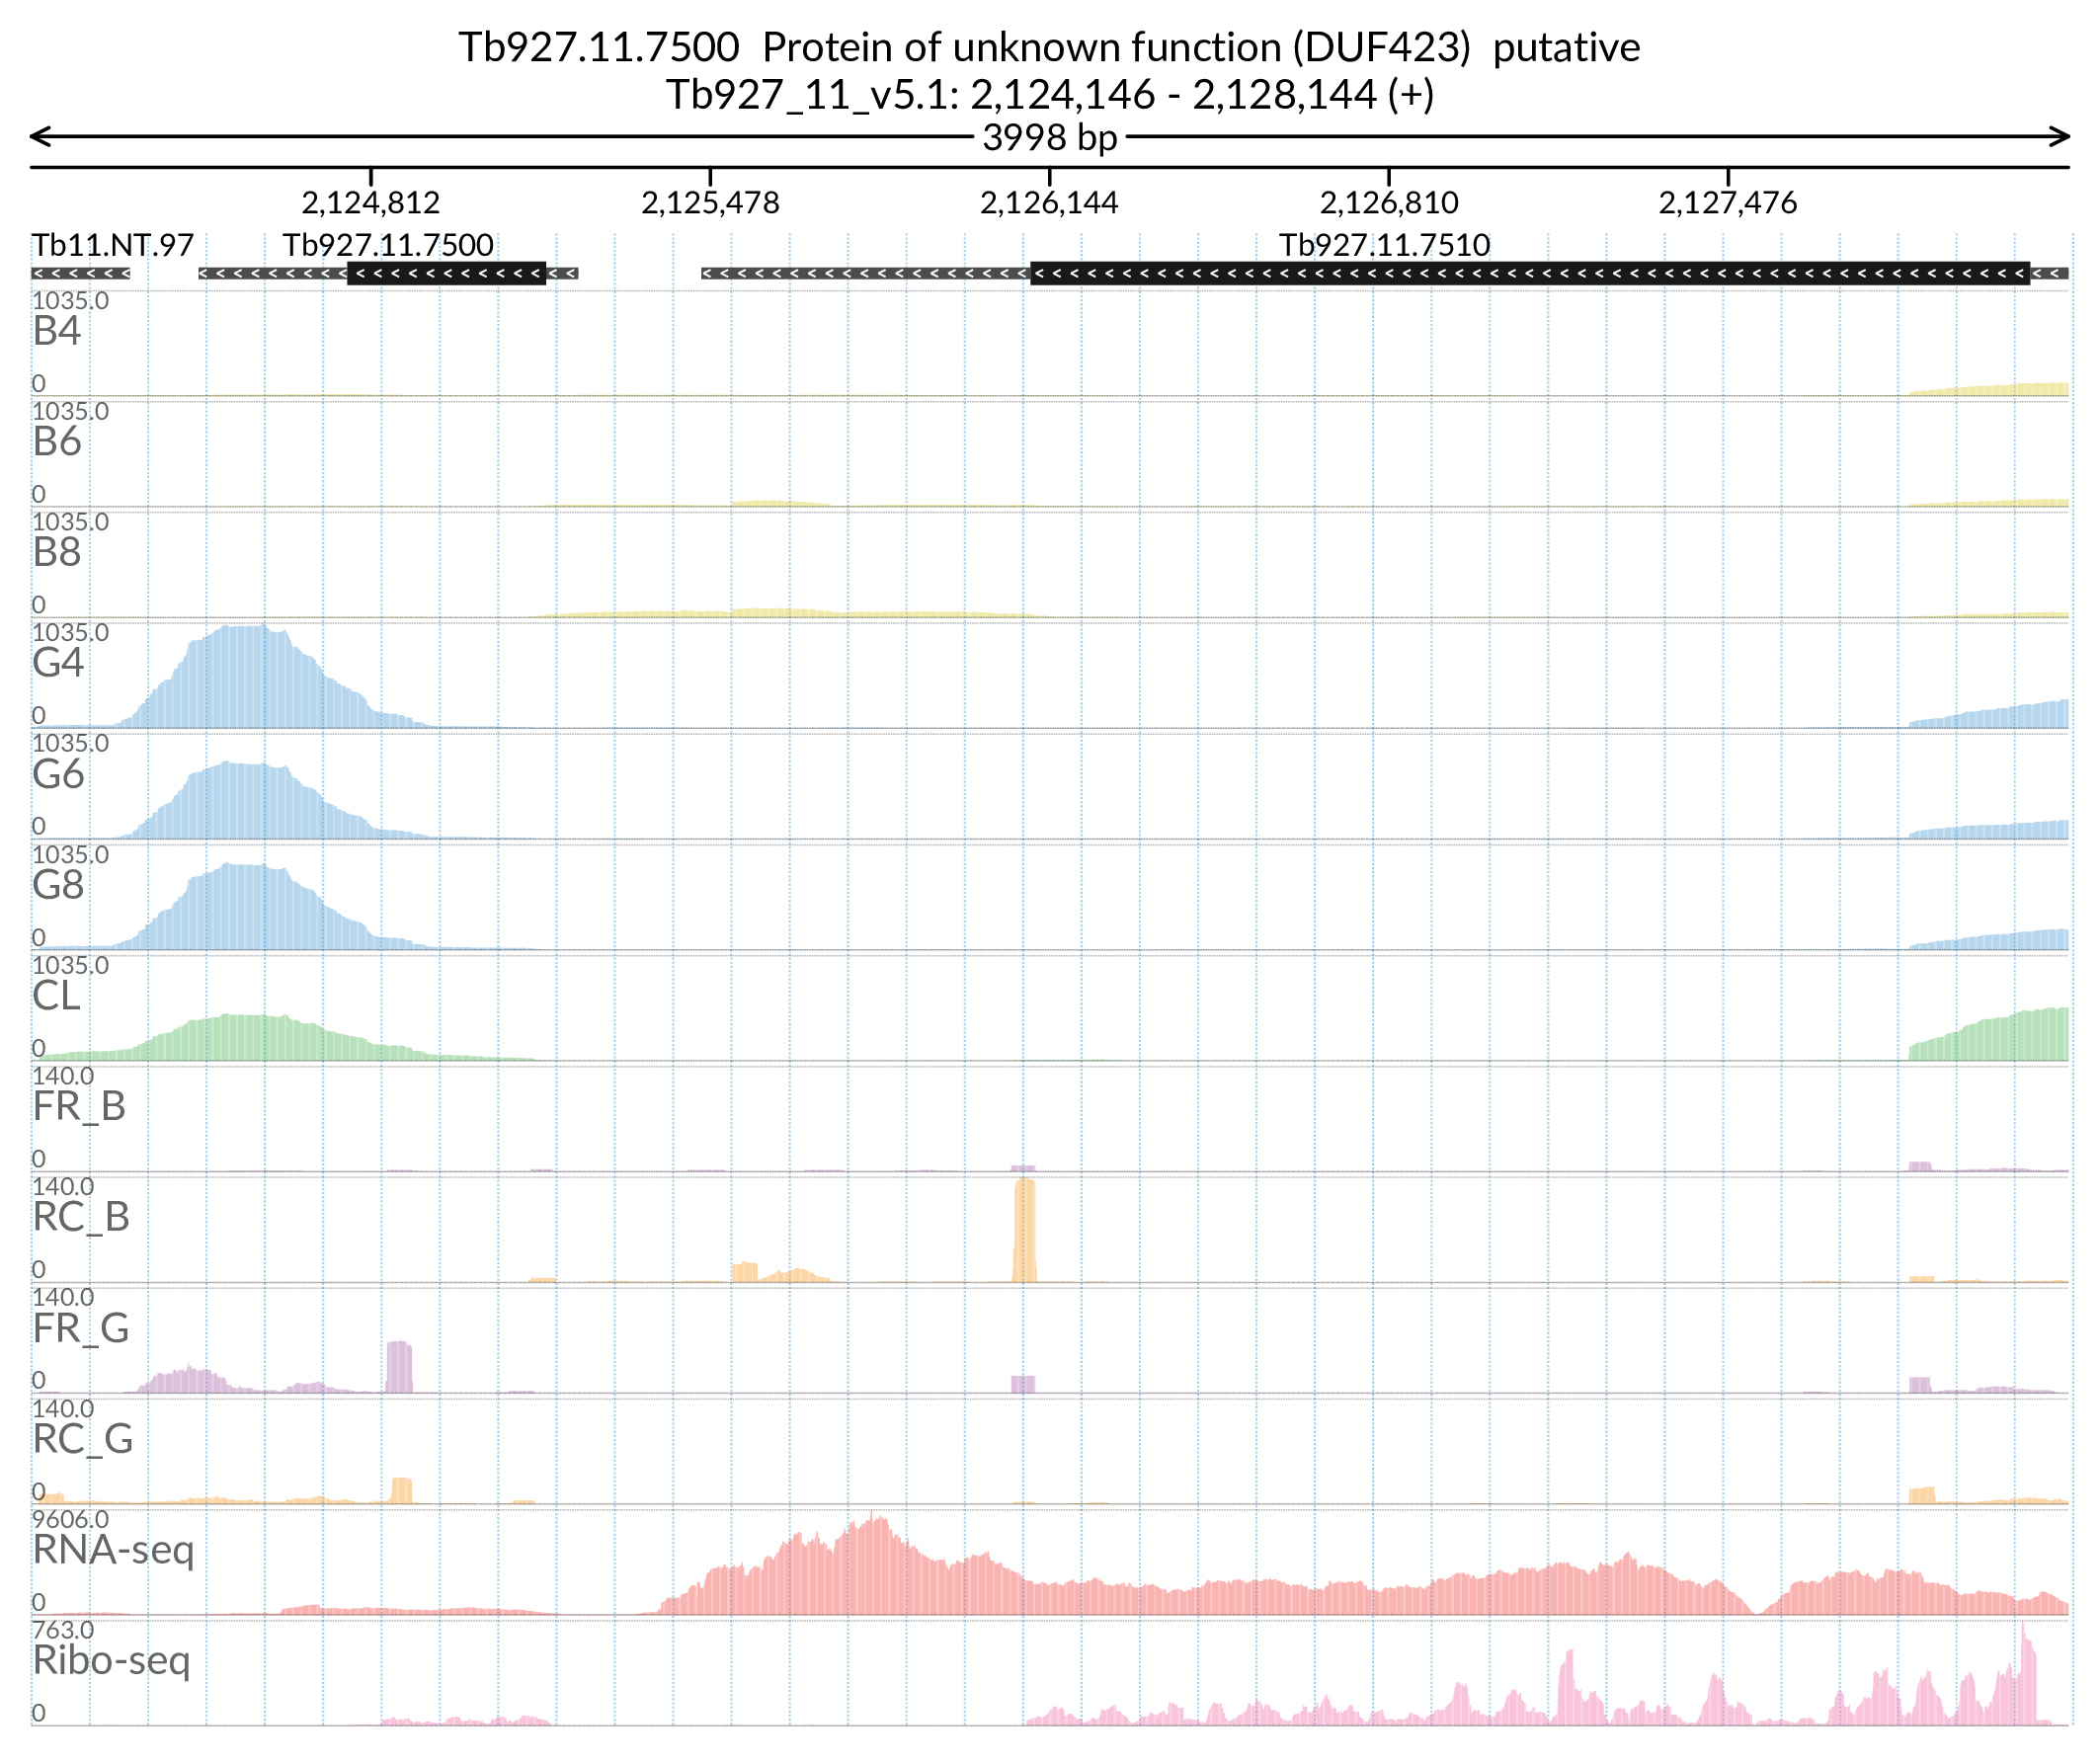 Tb927.11.7500  Protein of unknown function (DUF423)  putative
Tb927_11_v5.1: 2,124,146 - 2,128,144 (+)
3998 bp
2,124,812 2,125,478 2,126,144 2,126,810 2,127,476
Tb11.NT.97 Tb927.11.7500 Tb927.11.7510
1035.0
B4
0
1035.0
B6
0
1035.0
B8
0
1035.0
G4
0
1035.0
G6
0
1035.0
G8
0
1035.0
CL
0
140.0
FR_B
0
140.0
RC_B
0
140.0
FR_G
0
140.0
RC_G
0
9606.0
RNA-seq
0
763.0
Ribo-seq
0